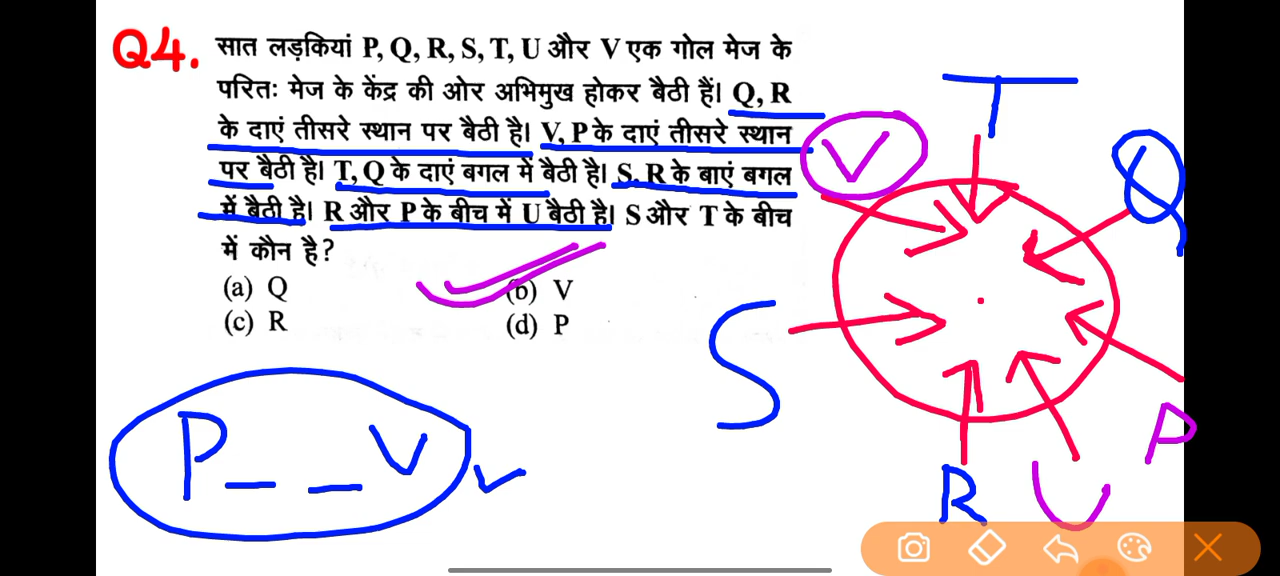 Q4.
सात लड़कियां P, Q, R, S, T, U और V एक गोल मेज के
परितः मेज के केंद्र की ओर अभिमुख होकर बैठी हैं। Q, R
के दाएं तीसरे स्थान पर बैठी है। V, P के दाएं तीसरे स्थान
पर बैठी है। T, Q के दाएं बगल में बैठी है। S, R के बाएं बगल
में बैठी है। R और P के बीच में U बैठी है। S और T के बीच
में कौन है?
(a) Q (b) V
(c) R (d) P
P _ _ V
T
V
Q
S
P
R
U